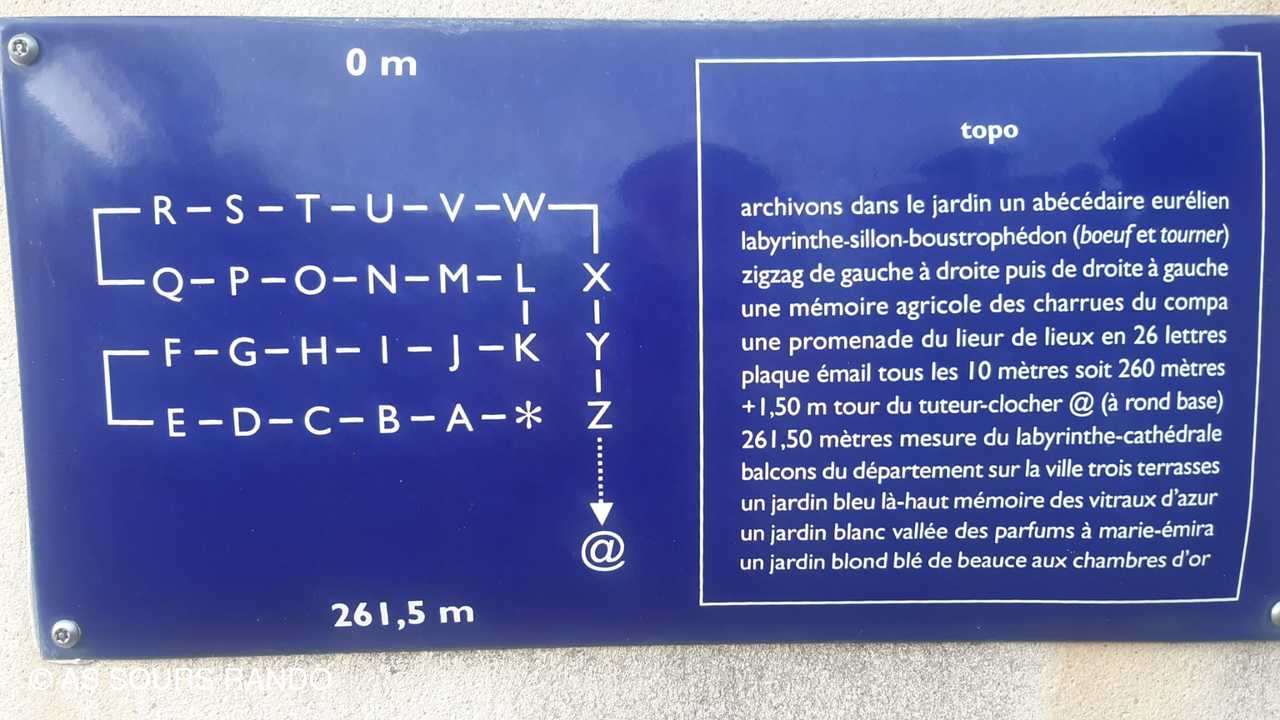 0 m
R – S – T – U – V – W
Q – P – O – N – M – L X
F – G – H – I – J – K Y
E – D – C – B – A – * Z
@
261,5 m
topo
archivons dans le jardin un abécédaire eurélien
labyrinthe-sillon-boustrophédon (boeuf et tourner)
zigzag de gauche à droite puis de droite à gauche
une mémoire agricole des charrues du compa
une promenade du lieur de lieux en 26 lettres
plaque émail tous les 10 mètres soit 260 mètres
+1,50 m tour du tuteur-clocher @ (à rond base)
261,50 mètres mesure du labyrinthe-cathédrale
balcons du département sur la ville trois terrasses
un jardin bleu là-haut mémoire des vitraux d'azur
un jardin blanc vallée des parfums à marie-émira
un jardin blond blé de beauce aux chambres d'or
© AS SOURS RANDO